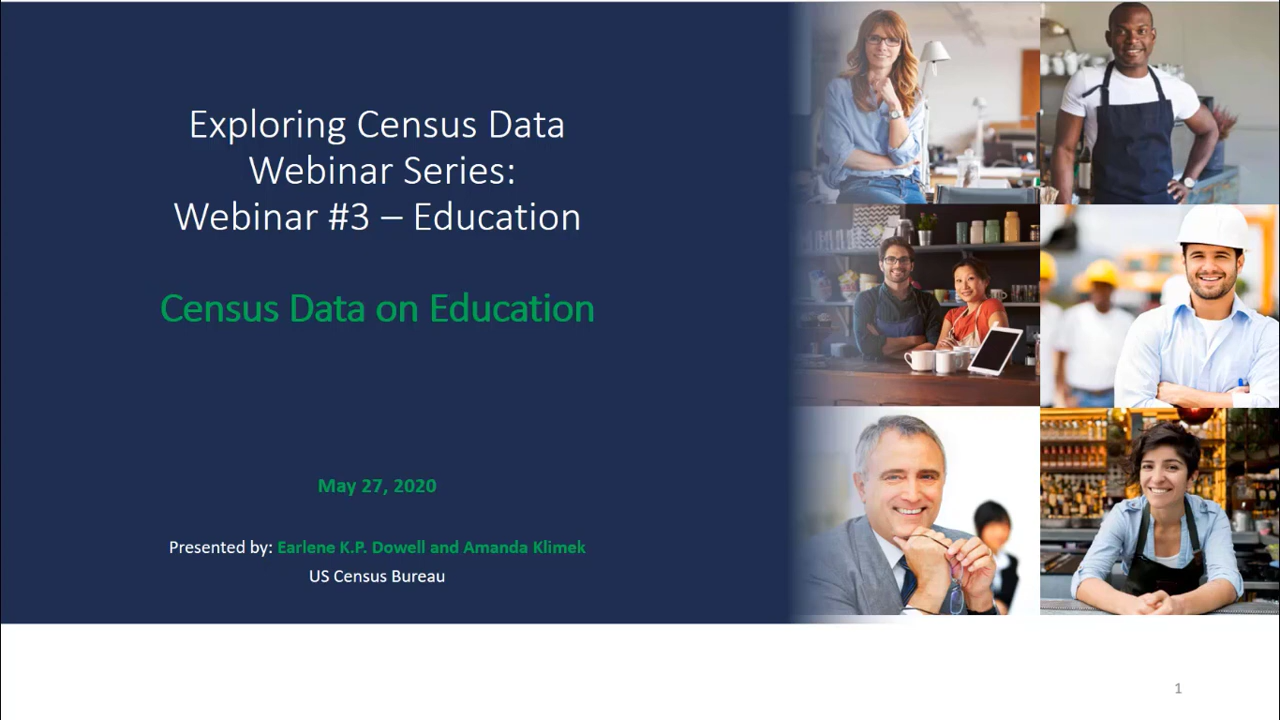 Exploring Census Data
Webinar Series:
Webinar #3 – Education
Census Data on Education
May 27, 2020
Presented by: Earlene K.P. Dowell and Amanda Klimek
US Census Bureau
1